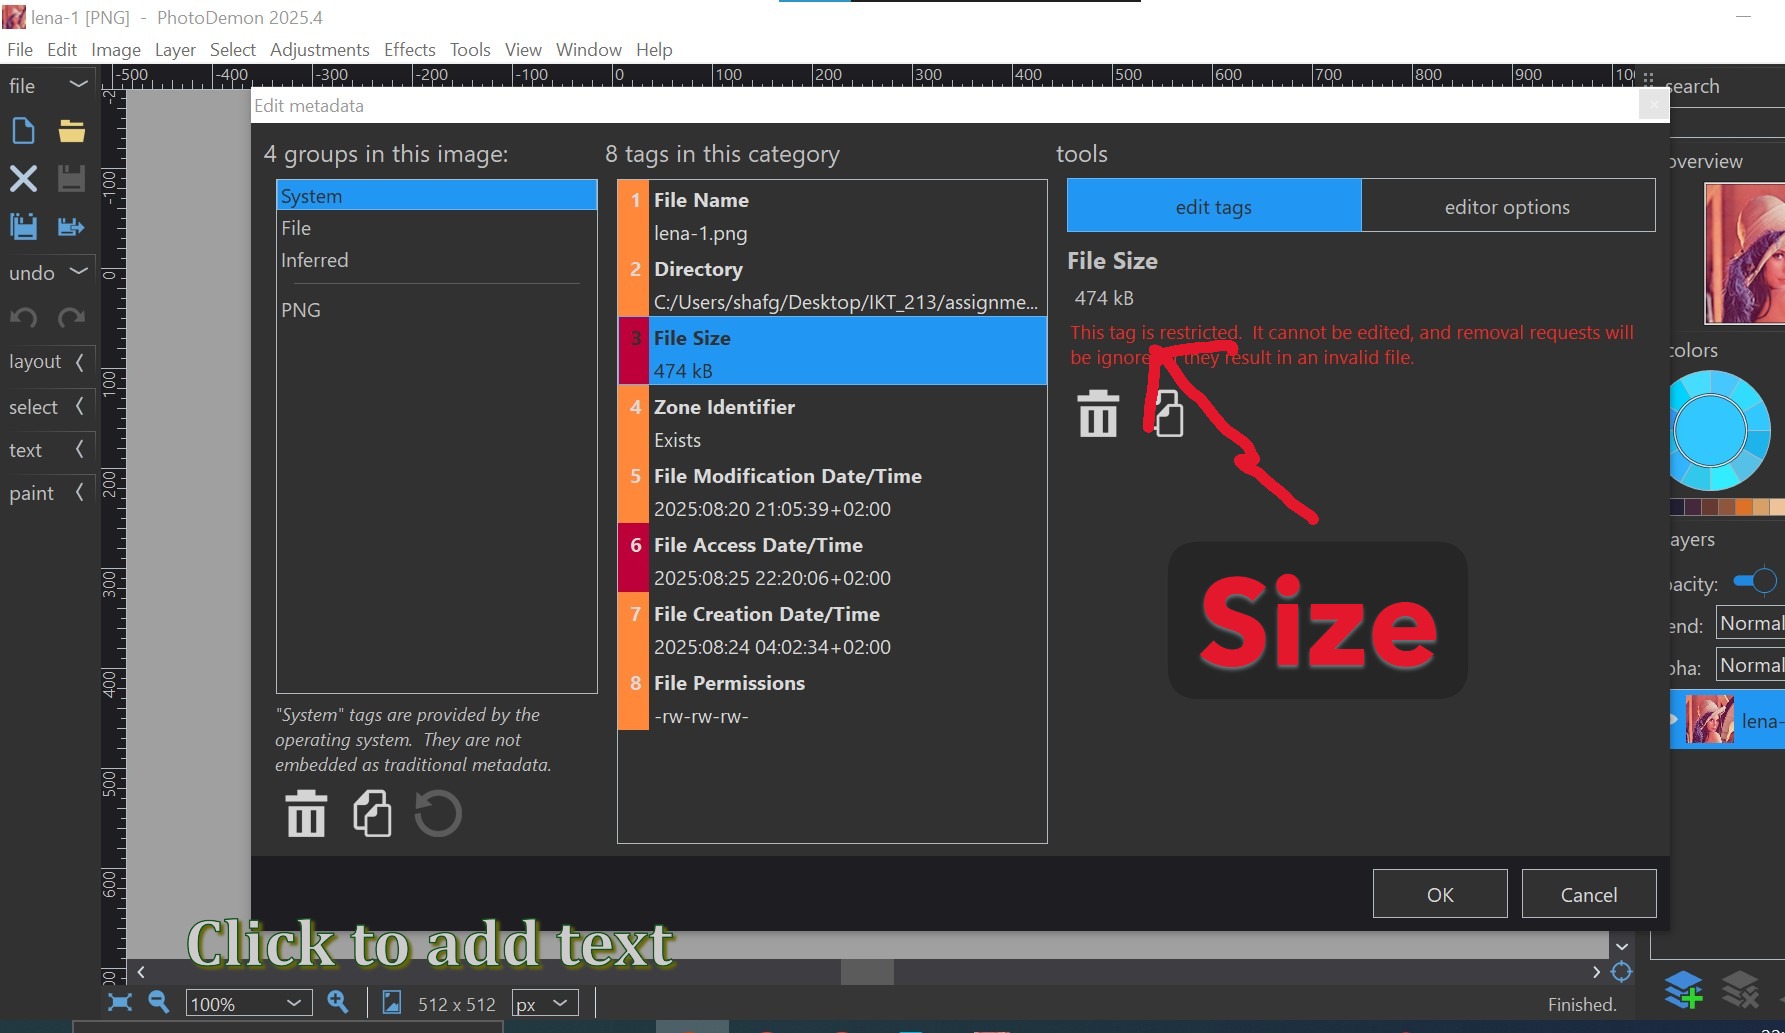 lena-1 [PNG] - PhotoDemon 2025.4
File Edit Image Layer Select Adjustments Effects Tools View Window Help
-500 -400 -300 -200 -100 0 100 200 300 400 500 600 700 800 900
file
undo
layout
select
text
paint
-100
0
100
200
300
400
500
600
Edit metadata
4 groups in this image:
System
File
Inferred
PNG
"System" tags are provided by the
operating system. They are not
embedded as traditional metadata.
8 tags in this category
1 File Name
lena-1.png
2 Directory
C:/Users/shafg/Desktop/IKT_213/assignme...
3 File Size
474 kB
4 Zone Identifier
Exists
5 File Modification Date/Time
2025:08:20 21:05:39+02:00
6 File Access Date/Time
2025:08:25 22:20:06+02:00
7 File Creation Date/Time
2025:08:24 04:02:34+02:00
8 File Permissions
-rw-rw-rw-
tools
edit tags editor options
File Size
474 kB
This tag is restricted. It cannot be edited, and removal requests will
be ignore they result in an invalid file.
Size
OK Cancel
search
overview
colors
ayers
pacity:
end: Normal
pha: Normal
lena-
Click to add text
100% 512 x 512 px Finished.